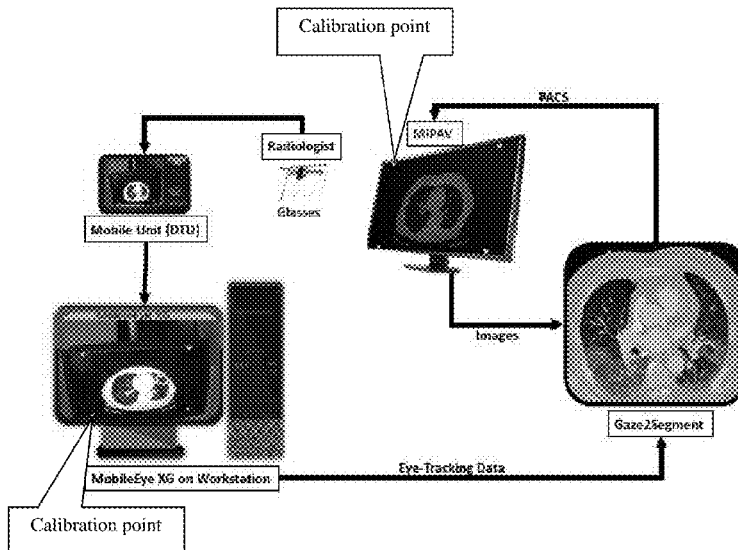 Calibration point
PACS
MIPAV
Radiologist
Glasses
Mobile Unit (DTU)
Images
Gaze2Segment
Eye-Tracking Data
MobileEye XG on Workstation
Calibration point